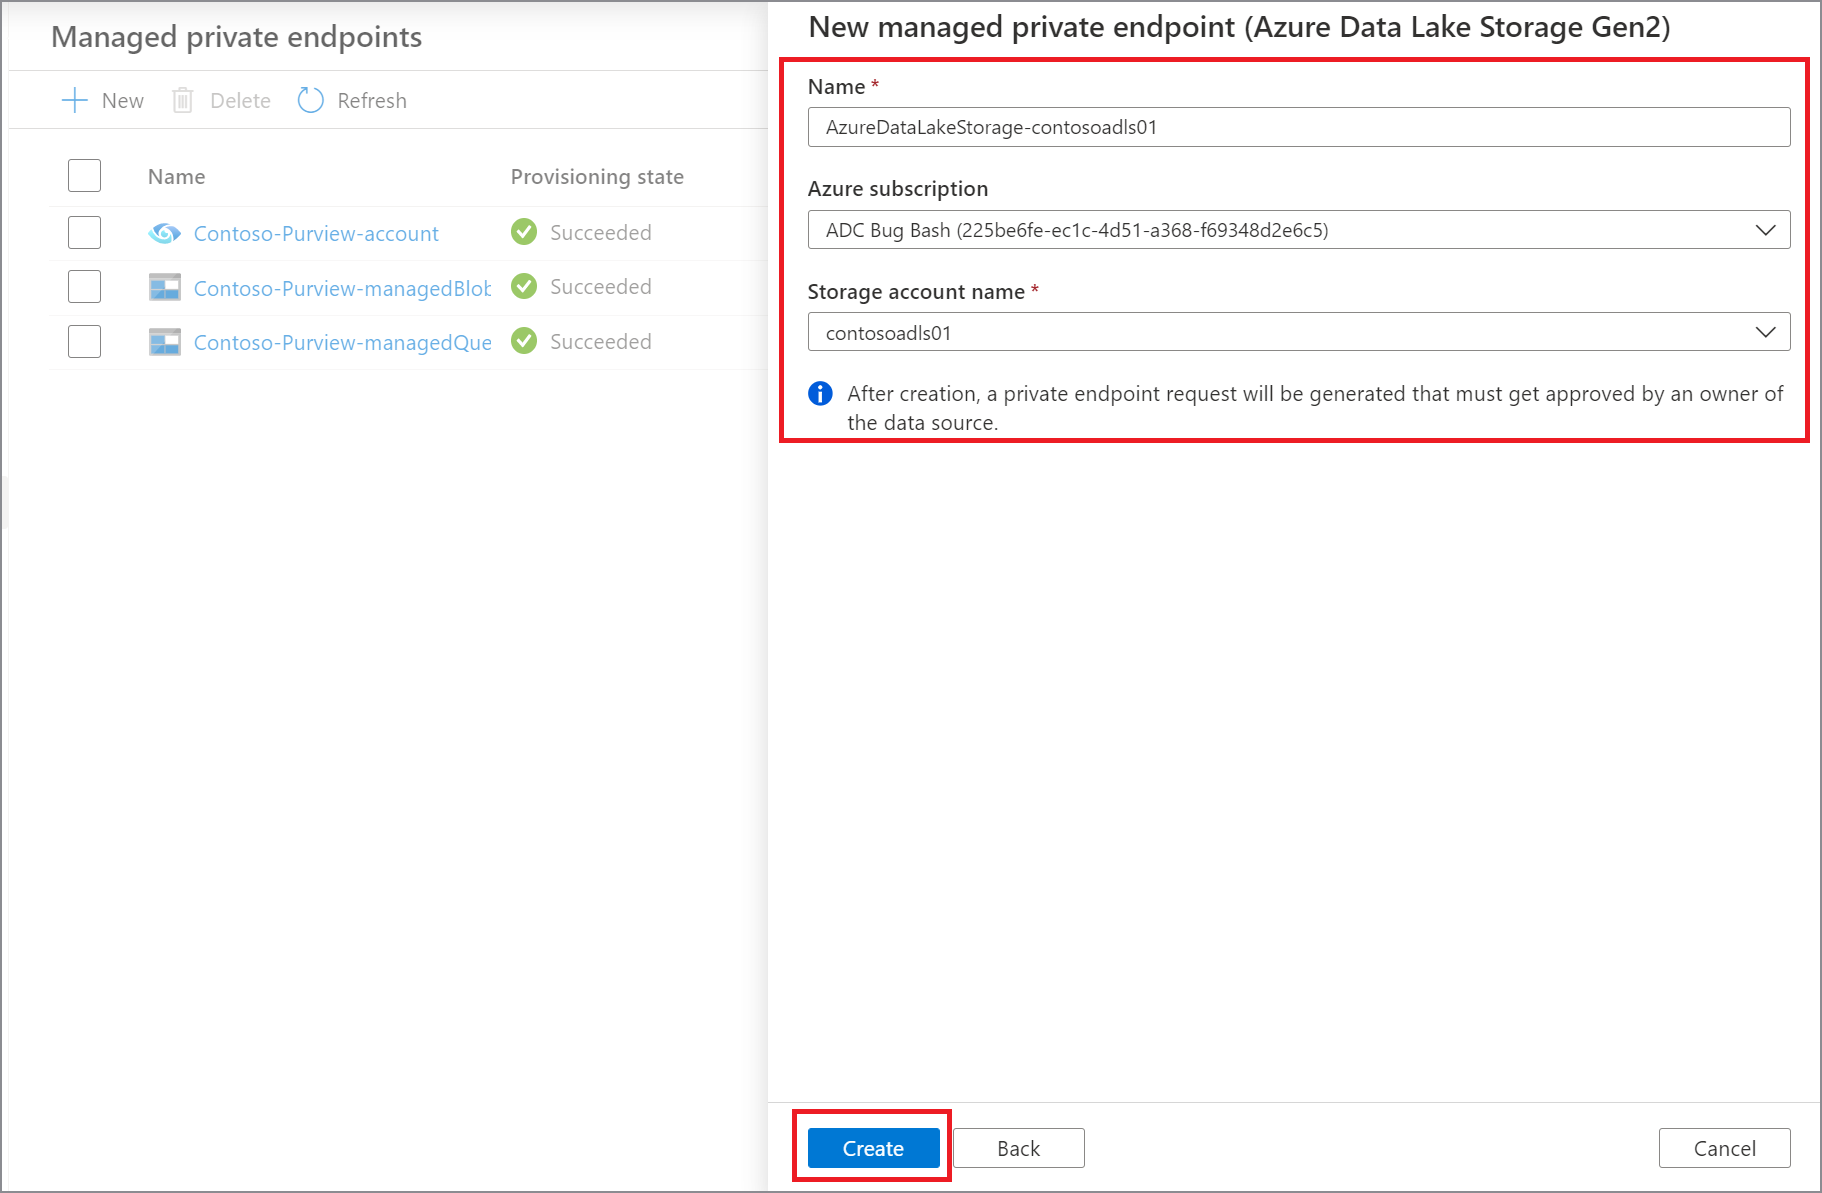 Managed private endpoints
New
Delete
Refresh
Name
Provisioning state
Contoso-Purview-account
Succeeded
Contoso-Purview-managedBlob
Succeeded
Contoso-Purview-managedQue
Succeeded
New managed private endpoint (Azure Data Lake Storage Gen2)
Name *
AzureDataLakeStorage-contosoadls01
Azure subscription
ADC Bug Bash (225be6fe-ec1c-4d51-a368-f69348d2e6c5)
Storage account name *
contosoadls01
After creation, a private endpoint request will be generated that must get approved by an owner of
the data source.
Create
Back
Cancel